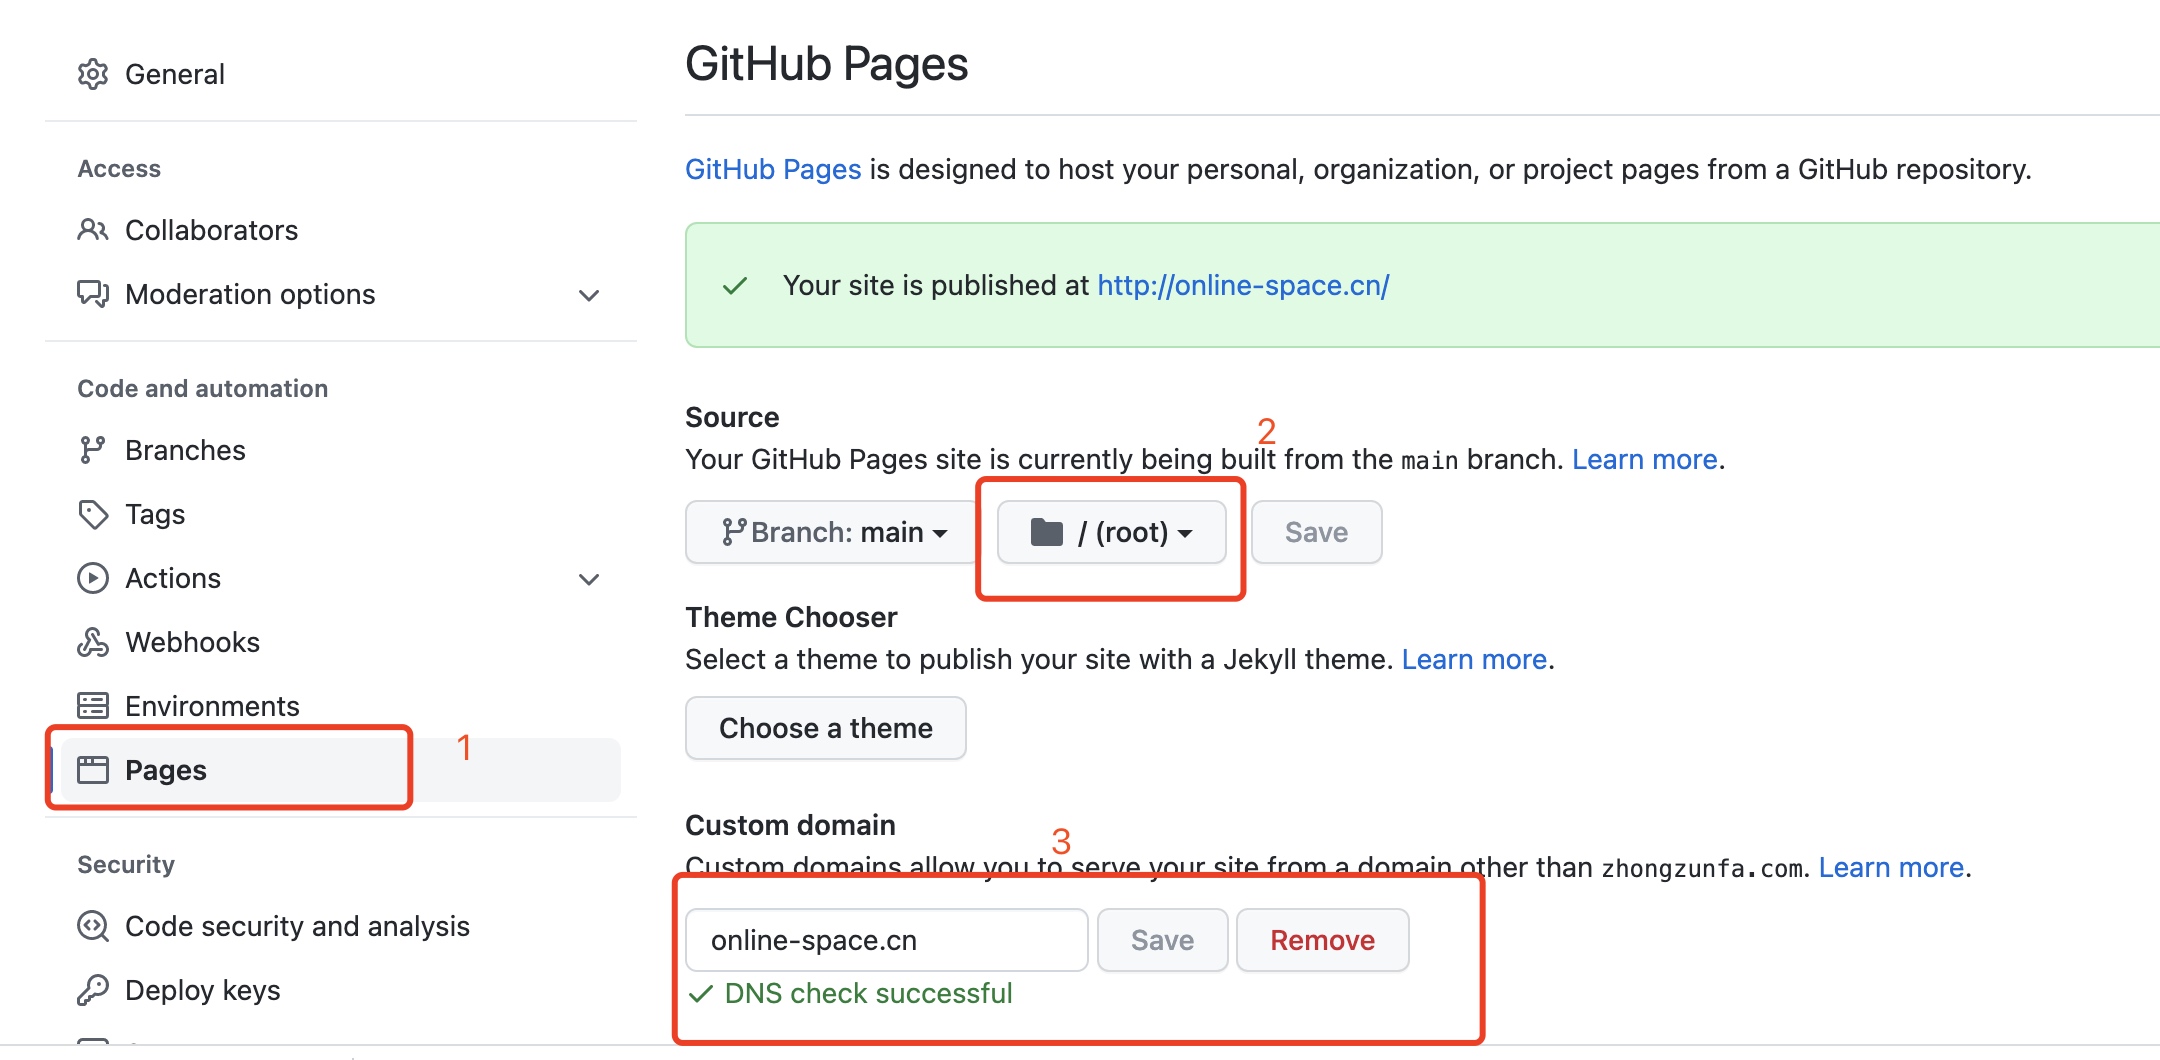 General
Access
Collaborators
Moderation options
Code and automation
Branches
Tags
Actions
Webhooks
Environments
Pages
1
Security
Code security and analysis
Deploy keys
GitHub Pages
GitHub Pages is designed to host your personal, organization, or project pages from a GitHub repository.
Your site is published at http://online-space.cn/
Source
2
Your GitHub Pages site is currently being built from the main branch. Learn more.
Branch: main
/ (root)
Save
Theme Chooser
Select a theme to publish your site with a Jekyll theme. Learn more.
Choose a theme
Custom domain
3
Custom domains allow you to serve your site from a domain other than zhongzunfa.com. Learn more.
online-space.cn
Save
Remove
DNS check successful